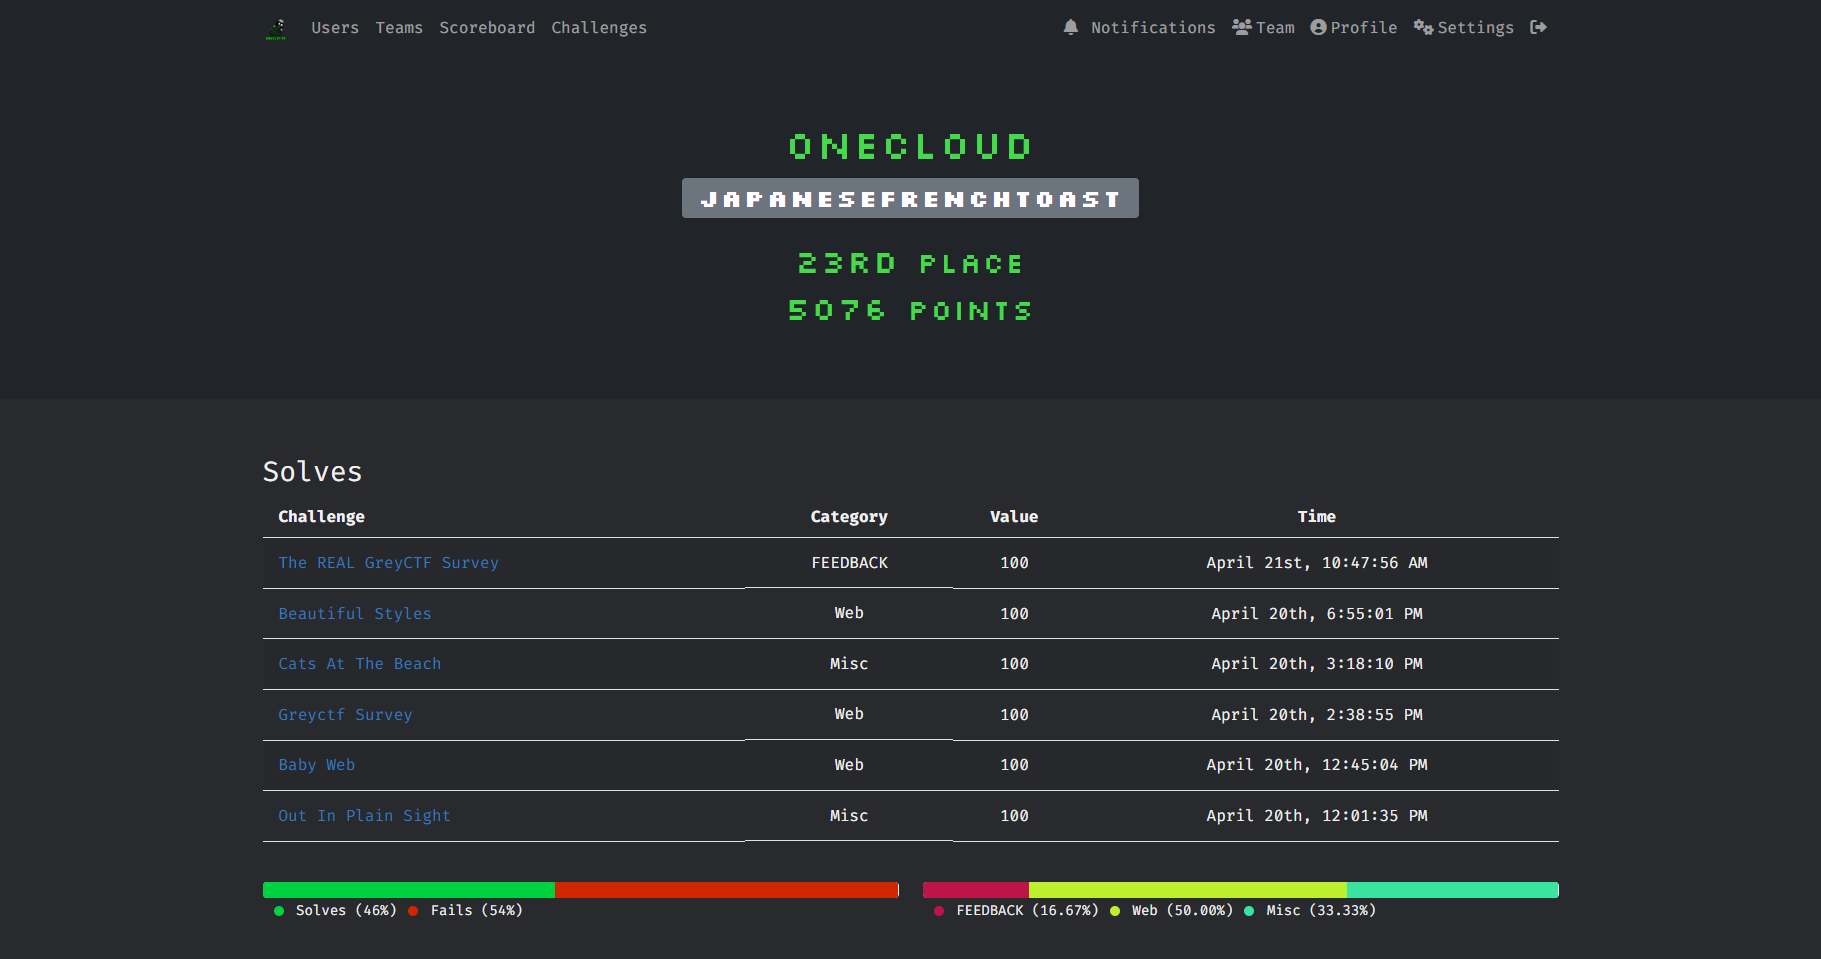 Users Teams Scoreboard Challenges Notifications Team Profile Settings
ONECLOUD
JAPANESEFRENCHTOAST
23RD PLACE
5076 POINTS
Solves
Challenge Category Value Time
The REAL GreyCTF Survey FEEDBACK 100 April 21st, 10:47:56 AM
Beautiful Styles Web 100 April 20th, 6:55:01 PM
Cats At The Beach Misc 100 April 20th, 3:18:10 PM
Greyctf Survey Web 100 April 20th, 2:38:55 PM
Baby Web Web 100 April 20th, 12:45:04 PM
Out In Plain Sight Misc 100 April 20th, 12:01:35 PM
Solves (46%) Fails (54%) FEEDBACK (16.67%) Web (50.00%) Misc (33.33%)